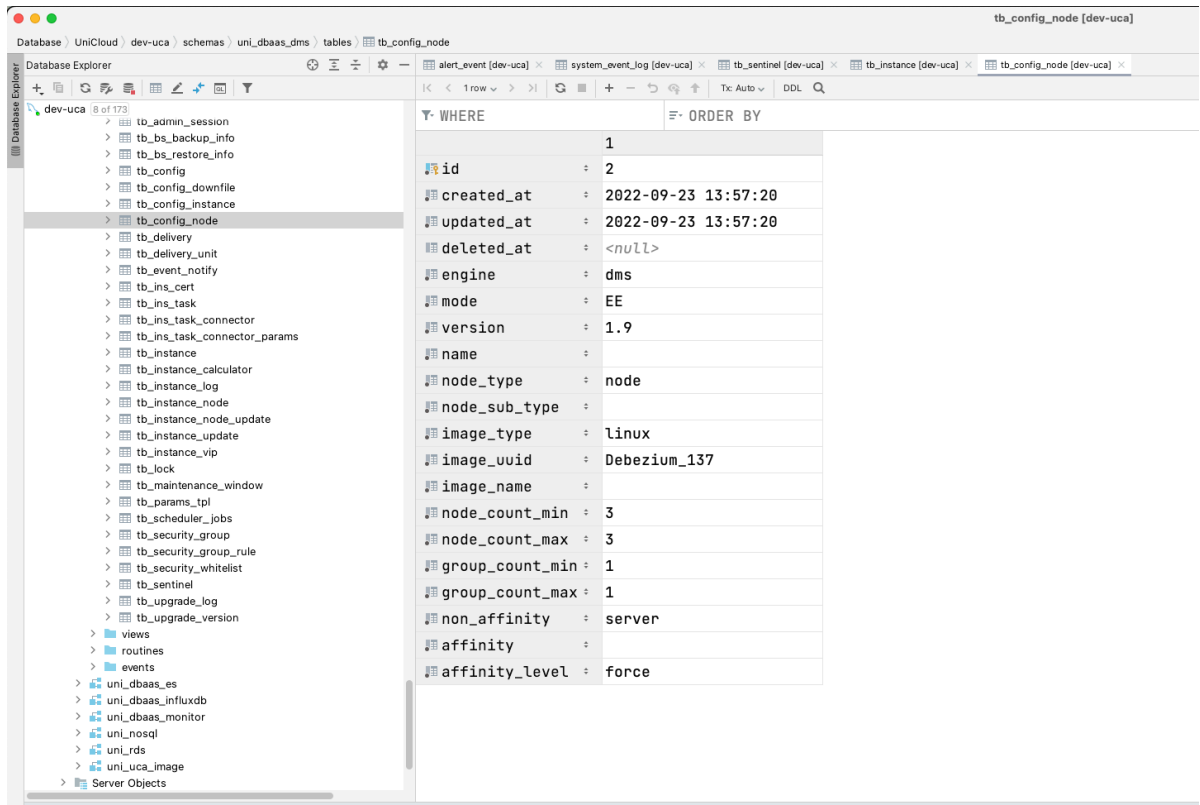 tb_config_node [dev-uca]
Database 〉 UniCloud 〉 dev-uca 〉 schemas 〉 uni_dbaas_dms 〉 tables 〉 tb_config_node
Database Explorer
Database Explorer
alert_event [dev-uca]
system_event_log [dev-uca]
tb_sentinel [dev-uca]
tb_instance [dev-uca]
tb_config_node [dev-uca]
1 row
Tx: Auto
DDL
dev-uca 8 of 173
WHERE
ORDER BY
tb_admin_session
tb_bs_backup_info
tb_bs_restore_info
tb_config
tb_config_downfile
tb_config_instance
tb_config_node
tb_delivery
tb_delivery_unit
tb_event_notify
tb_ins_cert
tb_ins_task
tb_ins_task_connector
tb_ins_task_connector_params
tb_instance
tb_instance_calculator
tb_instance_log
tb_instance_node
tb_instance_node_update
tb_instance_update
tb_instance_vip
tb_lock
tb_maintenance_window
tb_params_tpl
tb_scheduler_jobs
tb_security_group
tb_security_group_rule
tb_security_whitelist
tb_sentinel
tb_upgrade_log
tb_upgrade_version
views
routines
events
uni_dbaas_es
uni_dbaas_influxdb
uni_dbaas_monitor
uni_nosql
uni_rds
uni_uca_image
Server Objects
1
id 2
created_at 2022-09-23 13:57:20
updated_at 2022-09-23 13:57:20
deleted_at <null>
engine dms
mode EE
version 1.9
name
node_type node
node_sub_type
image_type linux
image_uuid Debezium_137
image_name
node_count_min 3
node_count_max 3
group_count_min 1
group_count_max 1
non_affinity server
affinity
affinity_level force